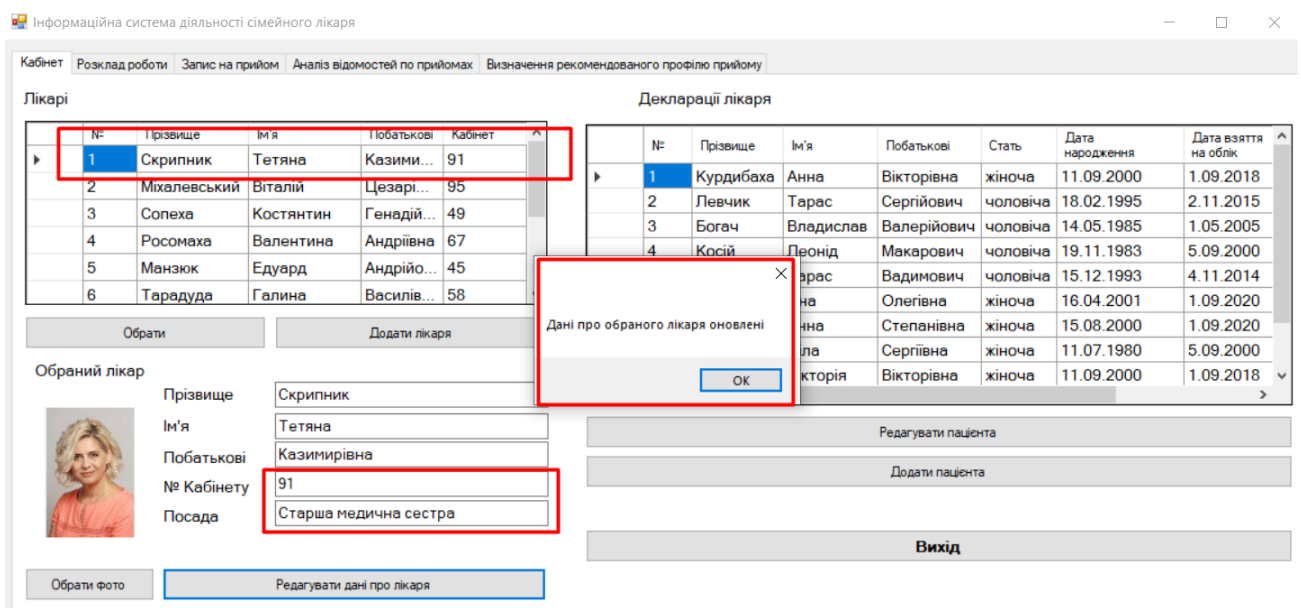 Інформаційна система діяльності сімейного лікаря
Кабінет Розклад роботи Запис на прийом Аналіз відомостей по прийомах Визначення рекомендованого профілю прийому
Лікарі
№ Прізвище Ім'я Побатькові Кабінет
1 Скрипник Тетяна Казими... 91
2 Міхалевський Віталій Цезарі... 95
3 Сопеха Костянтин Генадій... 49
4 Росомаха Валентина Андріївна 67
5 Манзюк Едуард Андрійо... 45
6 Тарадуда Галина Василів... 58
Обрати Додати лікаря
Обраний лікар
Прізвище Скрипник
Ім'я Тетяна
Побатькові Казимирівна
№ Кабінету 91
Посада Старша медична сестра
Обрати фото Редагувати дані про лікаря
Декларації лікаря
№ Прізвище Ім'я Побатькові Стать Дата народження Дата взяття на облік
1 Курдибаха Анна Вікторівна жіноча 11.09.2000 1.09.2018
2 Левчик Тарас Сергійович чоловіча 18.02.1995 2.11.2015
3 Богач Владислав Валерійович чоловіча 14.05.1985 1.05.2005
4 Косій Леонід Макарович чоловіча 19.11.1983 5.09.2000
Вадимович чоловіча 15.12.1993 4.11.2014
Олегівна жіноча 16.04.2001 1.09.2020
Степанівна жіноча 15.08.2000 1.09.2020
Сергіївна жіноча 11.07.1980 5.09.2000
Вікторівна жіноча 11.09.2000 1.09.2018
Дані про обраного лікаря оновлені
OK
Редагувати пацієнта
Додати пацієнта
Вихід